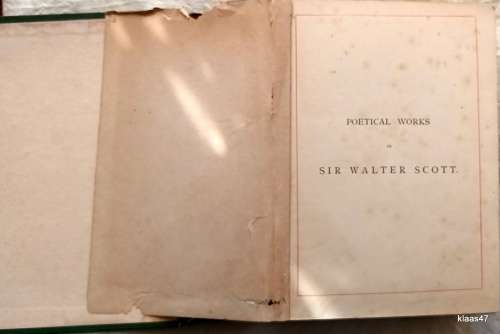 POETICAL WORKS
OF
SIR WALTER SCOTT.
klaas47